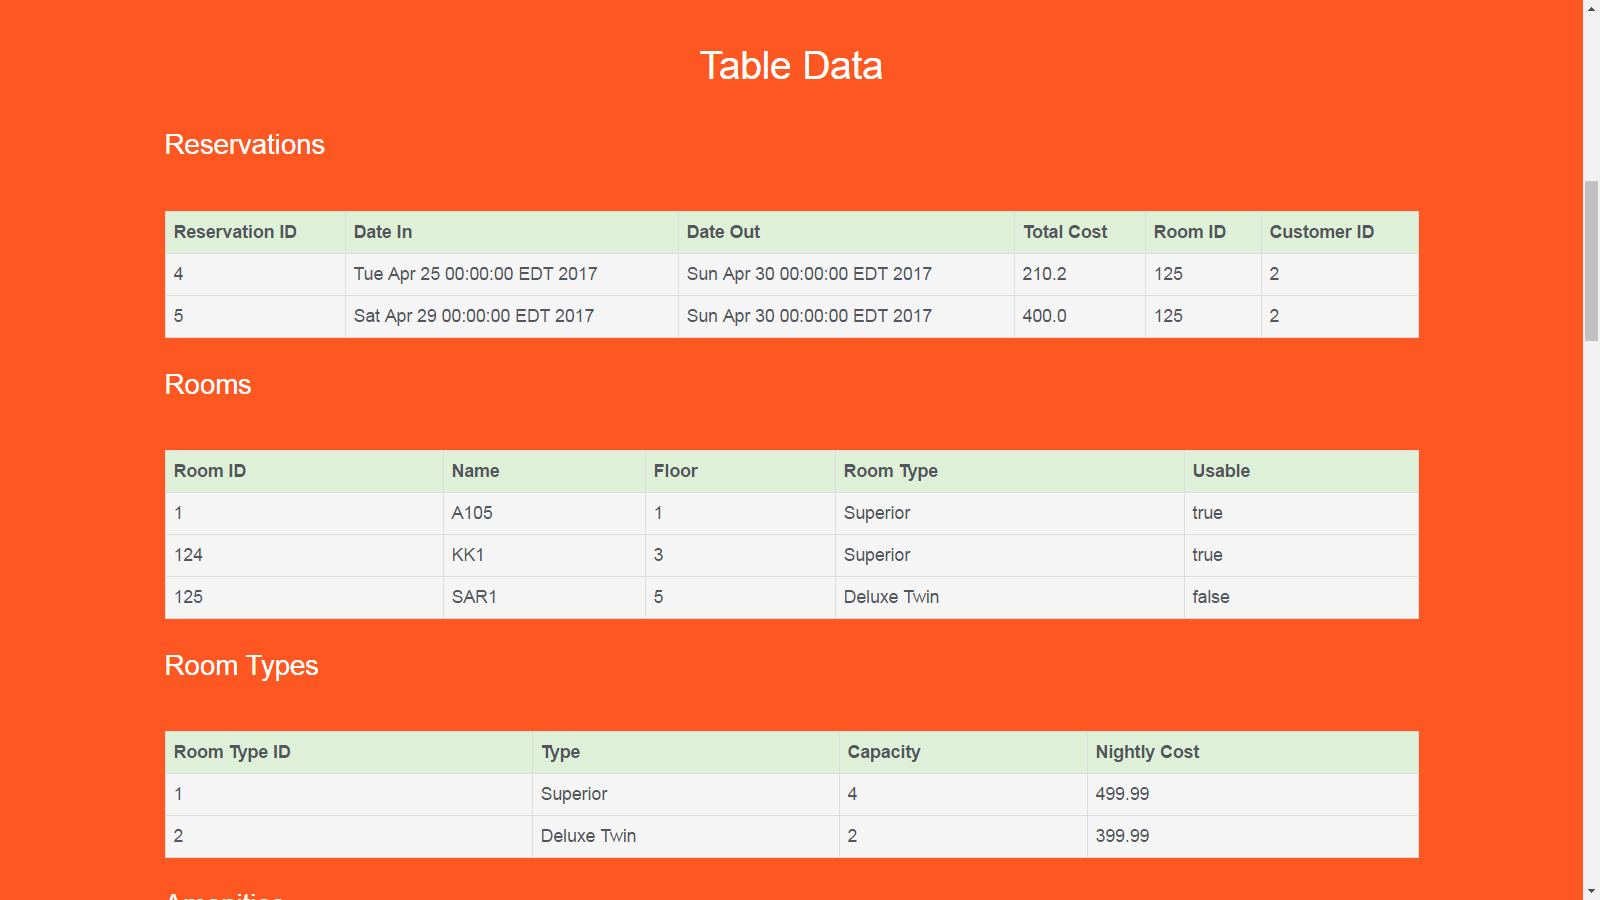 Table Data
Reservations
Reservation ID Date In Date Out Total Cost Room ID Customer ID
4 Tue Apr 25 00:00:00 EDT 2017 Sun Apr 30 00:00:00 EDT 2017 210.2 125 2
5 Sat Apr 29 00:00:00 EDT 2017 Sun Apr 30 00:00:00 EDT 2017 400.0 125 2
Rooms
Room ID Name Floor Room Type Usable
1 A105 1 Superior true
124 KK1 3 Superior true
125 SAR1 5 Deluxe Twin false
Room Types
Room Type ID Type Capacity Nightly Cost
1 Superior 4 499.99
2 Deluxe Twin 2 399.99
Amenities